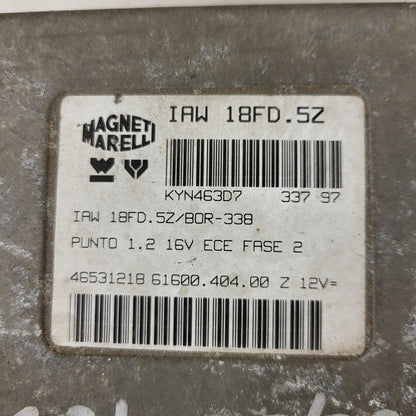 MAGNETI
MARELLI
IAW 18FD.5Z
KYN463D7 337 97
IAW 18FD.5Z/BOR-338
PUNTO 1.2 16V ECE FASE 2
46531218 61600.404.00 Z 12V=